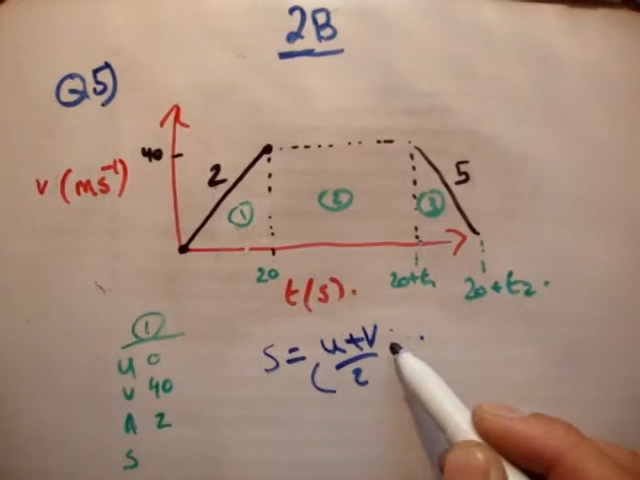 2B
Q5)
40
2
5
v (ms⁻¹)
①
②
③
20
20+t₁
20+t₂
t(s).
①
u 0
v 40
A 2
S
S = (u+v
2